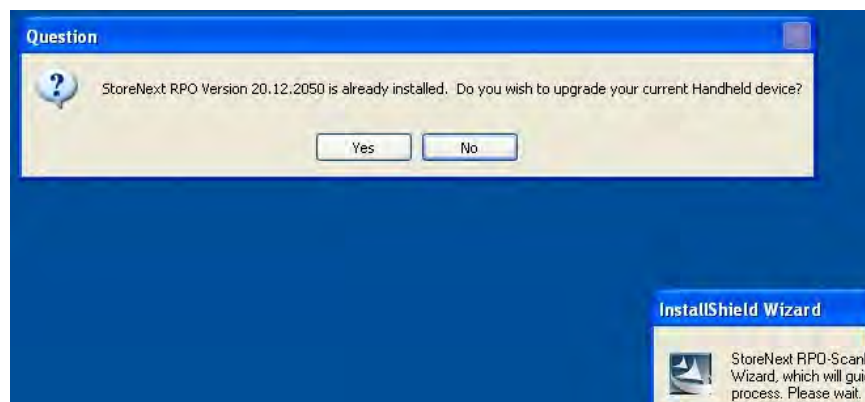 Question
StoreNext RPO Version 20.12.2050 is already installed. Do you wish to upgrade your current Handheld device?
Yes No
InstallShield Wizard
StoreNext RPO-Scan
Wizard, which will
process. Please wait.